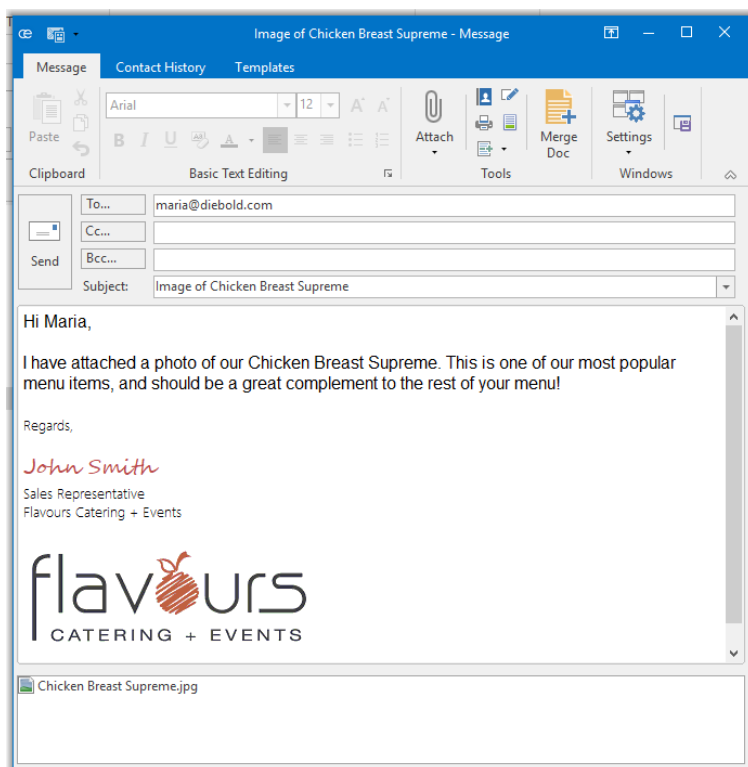 Image of Chicken Breast Supreme - Message
Message Contact History Templates
Arial 12 A A
Paste B I U ab A Attach Merge Doc Settings
Clipboard Basic Text Editing Tools Windows
To... maria@diebold.com
Cc...
Send Bcc...
Subject: Image of Chicken Breast Supreme
Hi Maria,
I have attached a photo of our Chicken Breast Supreme. This is one of our most popular
menu items, and should be a great complement to the rest of your menu!
Regards,
John Smith
Sales Representative
Flavours Catering + Events
flavours
CATERING + EVENTS
Chicken Breast Supreme.jpg